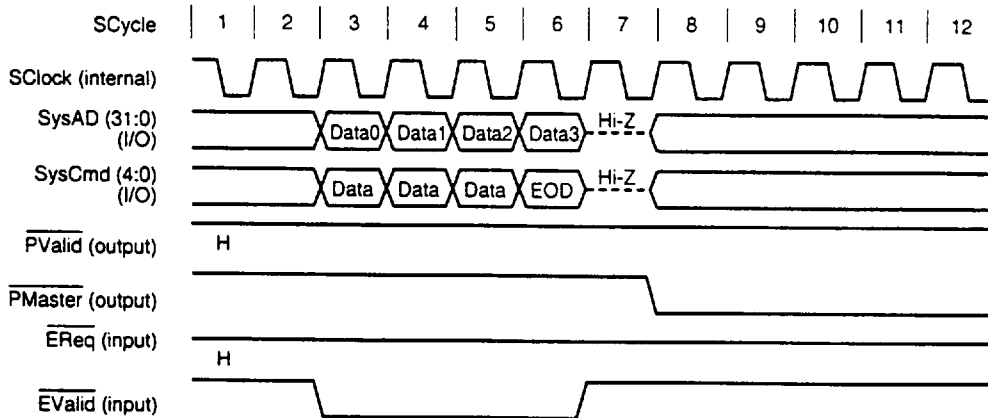 SCycle 1 2 3 4 5 6 7 8 9 10 11 12
SClock (internal)
SysAD (31:0) Data0 Data1 Data2 Data3 Hi-Z
(I/O)
SysCmd (4:0) Data Data Data EOD Hi-Z
(I/O)
PValid (output) H
PMaster (output)
EReq (input)
H
EValid (input)